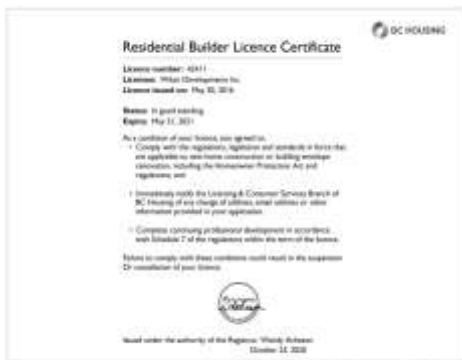 BC HOUSING
Residential Builder Licence Certificate
Licence number: 42411
Licensee: Developments Inc.
Licence issued on: May 30, 2016
Status: In good standing
Expiry: May 31, 2021
As a condition of your licence, you agreed to:
• Comply with the regulations, legislation and standards in force that
are applicable to new home construction or building envelope
renovation, including the Homeowner Protection Act and
regulations; and
• Immediately notify the Licensing & Consumer Services Branch of
BC Housing of any change of address, email address or other
information provided in your application.
• Complete continuing professional development in accordance
with Schedule 7 of the regulations within the term of the licence.
Failure to comply with these conditions could result in the suspension
Or cancellation of your licence.
Issued under the authority of the Registrar, Wendy Acheson
October 23, 2020